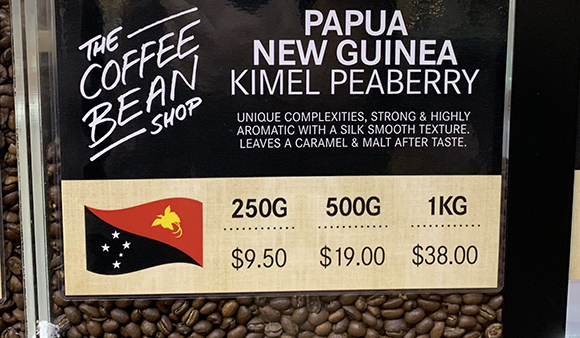 THE
COFFEE
BEAN
SHOP
PAPUA
NEW GUINEA
KIMEL PEABERRY
UNIQUE COMPLEXITIES, STRONG & HIGHLY
AROMATIC WITH A SILK SMOOTH TEXTURE.
LEAVES A CARAMEL & MALT AFTER TASTE.
250G 500G 1KG
$9.50 $19.00 $38.00